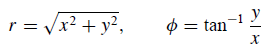 r = √(x² + y²), ϕ = tan⁻¹ y/x